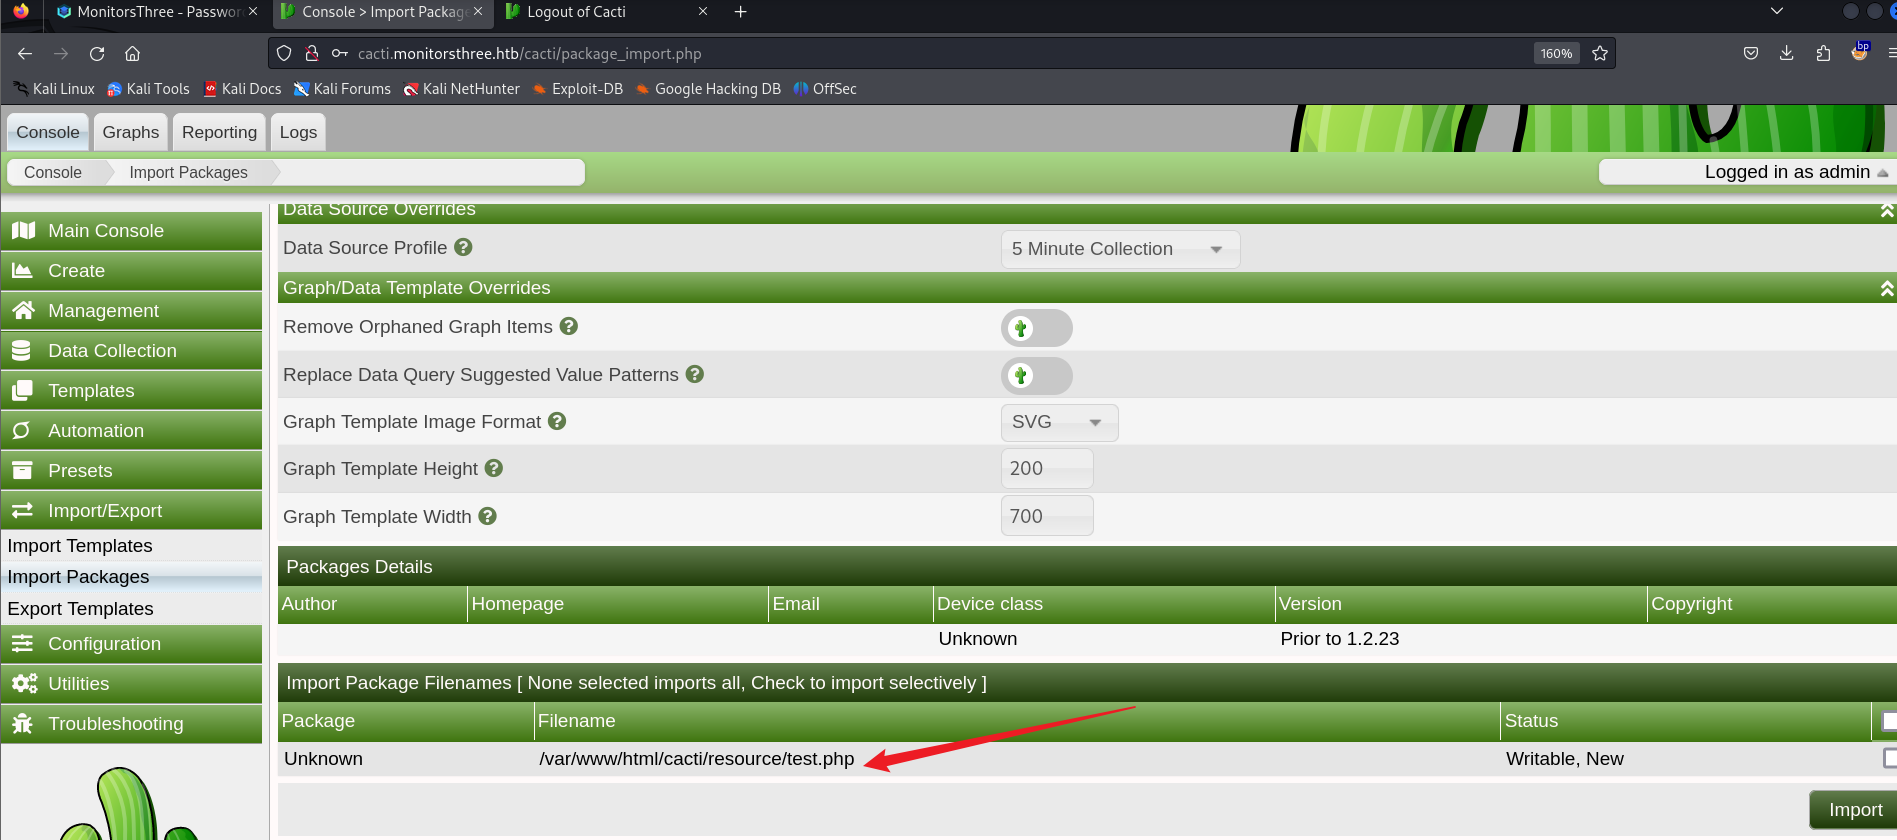 MonitorsThree - Passwor
Console > Import Package
Logout of Cacti
cacti.monitorsthree.htb/cacti/package_import.php
160%
bp
Kali Linux
Kali Tools
Kali Docs
Kali Forums
Kali NetHunter
Exploit-DB
Google Hacking DB
OffSec
Console
Graphs
Reporting
Logs
Console
Import Packages
Logged in as admin
Main Console
Create
Management
Data Collection
Templates
Automation
Presets
Import/Export
Import Templates
Import Packages
Export Templates
Configuration
Utilities
Troubleshooting
Data Source Overrides
Data Source Profile
5 Minute Collection
Graph/Data Template Overrides
Remove Orphaned Graph Items
Replace Data Query Suggested Value Patterns
Graph Template Image Format
SVG
Graph Template Height
200
Graph Template Width
700
Packages Details
Author Homepage Email Device class Version Copyright
Unknown Prior to 1.2.23
Import Package Filenames [ None selected imports all, Check to import selectively ]
Package Filename Status
Unknown /var/www/html/cacti/resource/test.php Writable, New
Import